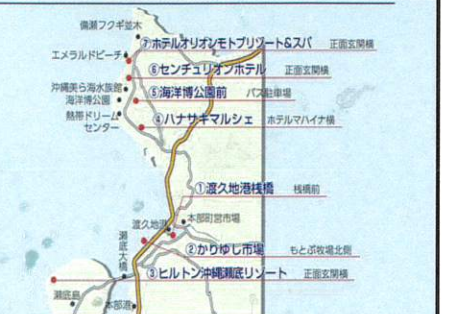 備瀬フクギ並木
⑦ホテルオリオンモトブリゾート&スパ 正面玄関横
エメラルドビーチ
⑥センチュリオンホテル 正面玄関横
沖縄美ら海水族館
海洋博公園
⑤海洋博公園前 バス駐車場
熱帯ドリーム
センター
④ハナサキマルシェ ホテルマハイナ横
①渡久地港桟橋 桟橋前
渡久地港
本部町営市場
瀬底大橋
②かりゆし市場 もとぶ牧場北側
③ヒルトン沖縄瀬底リゾート 正面玄関横
瀬底島
本部港